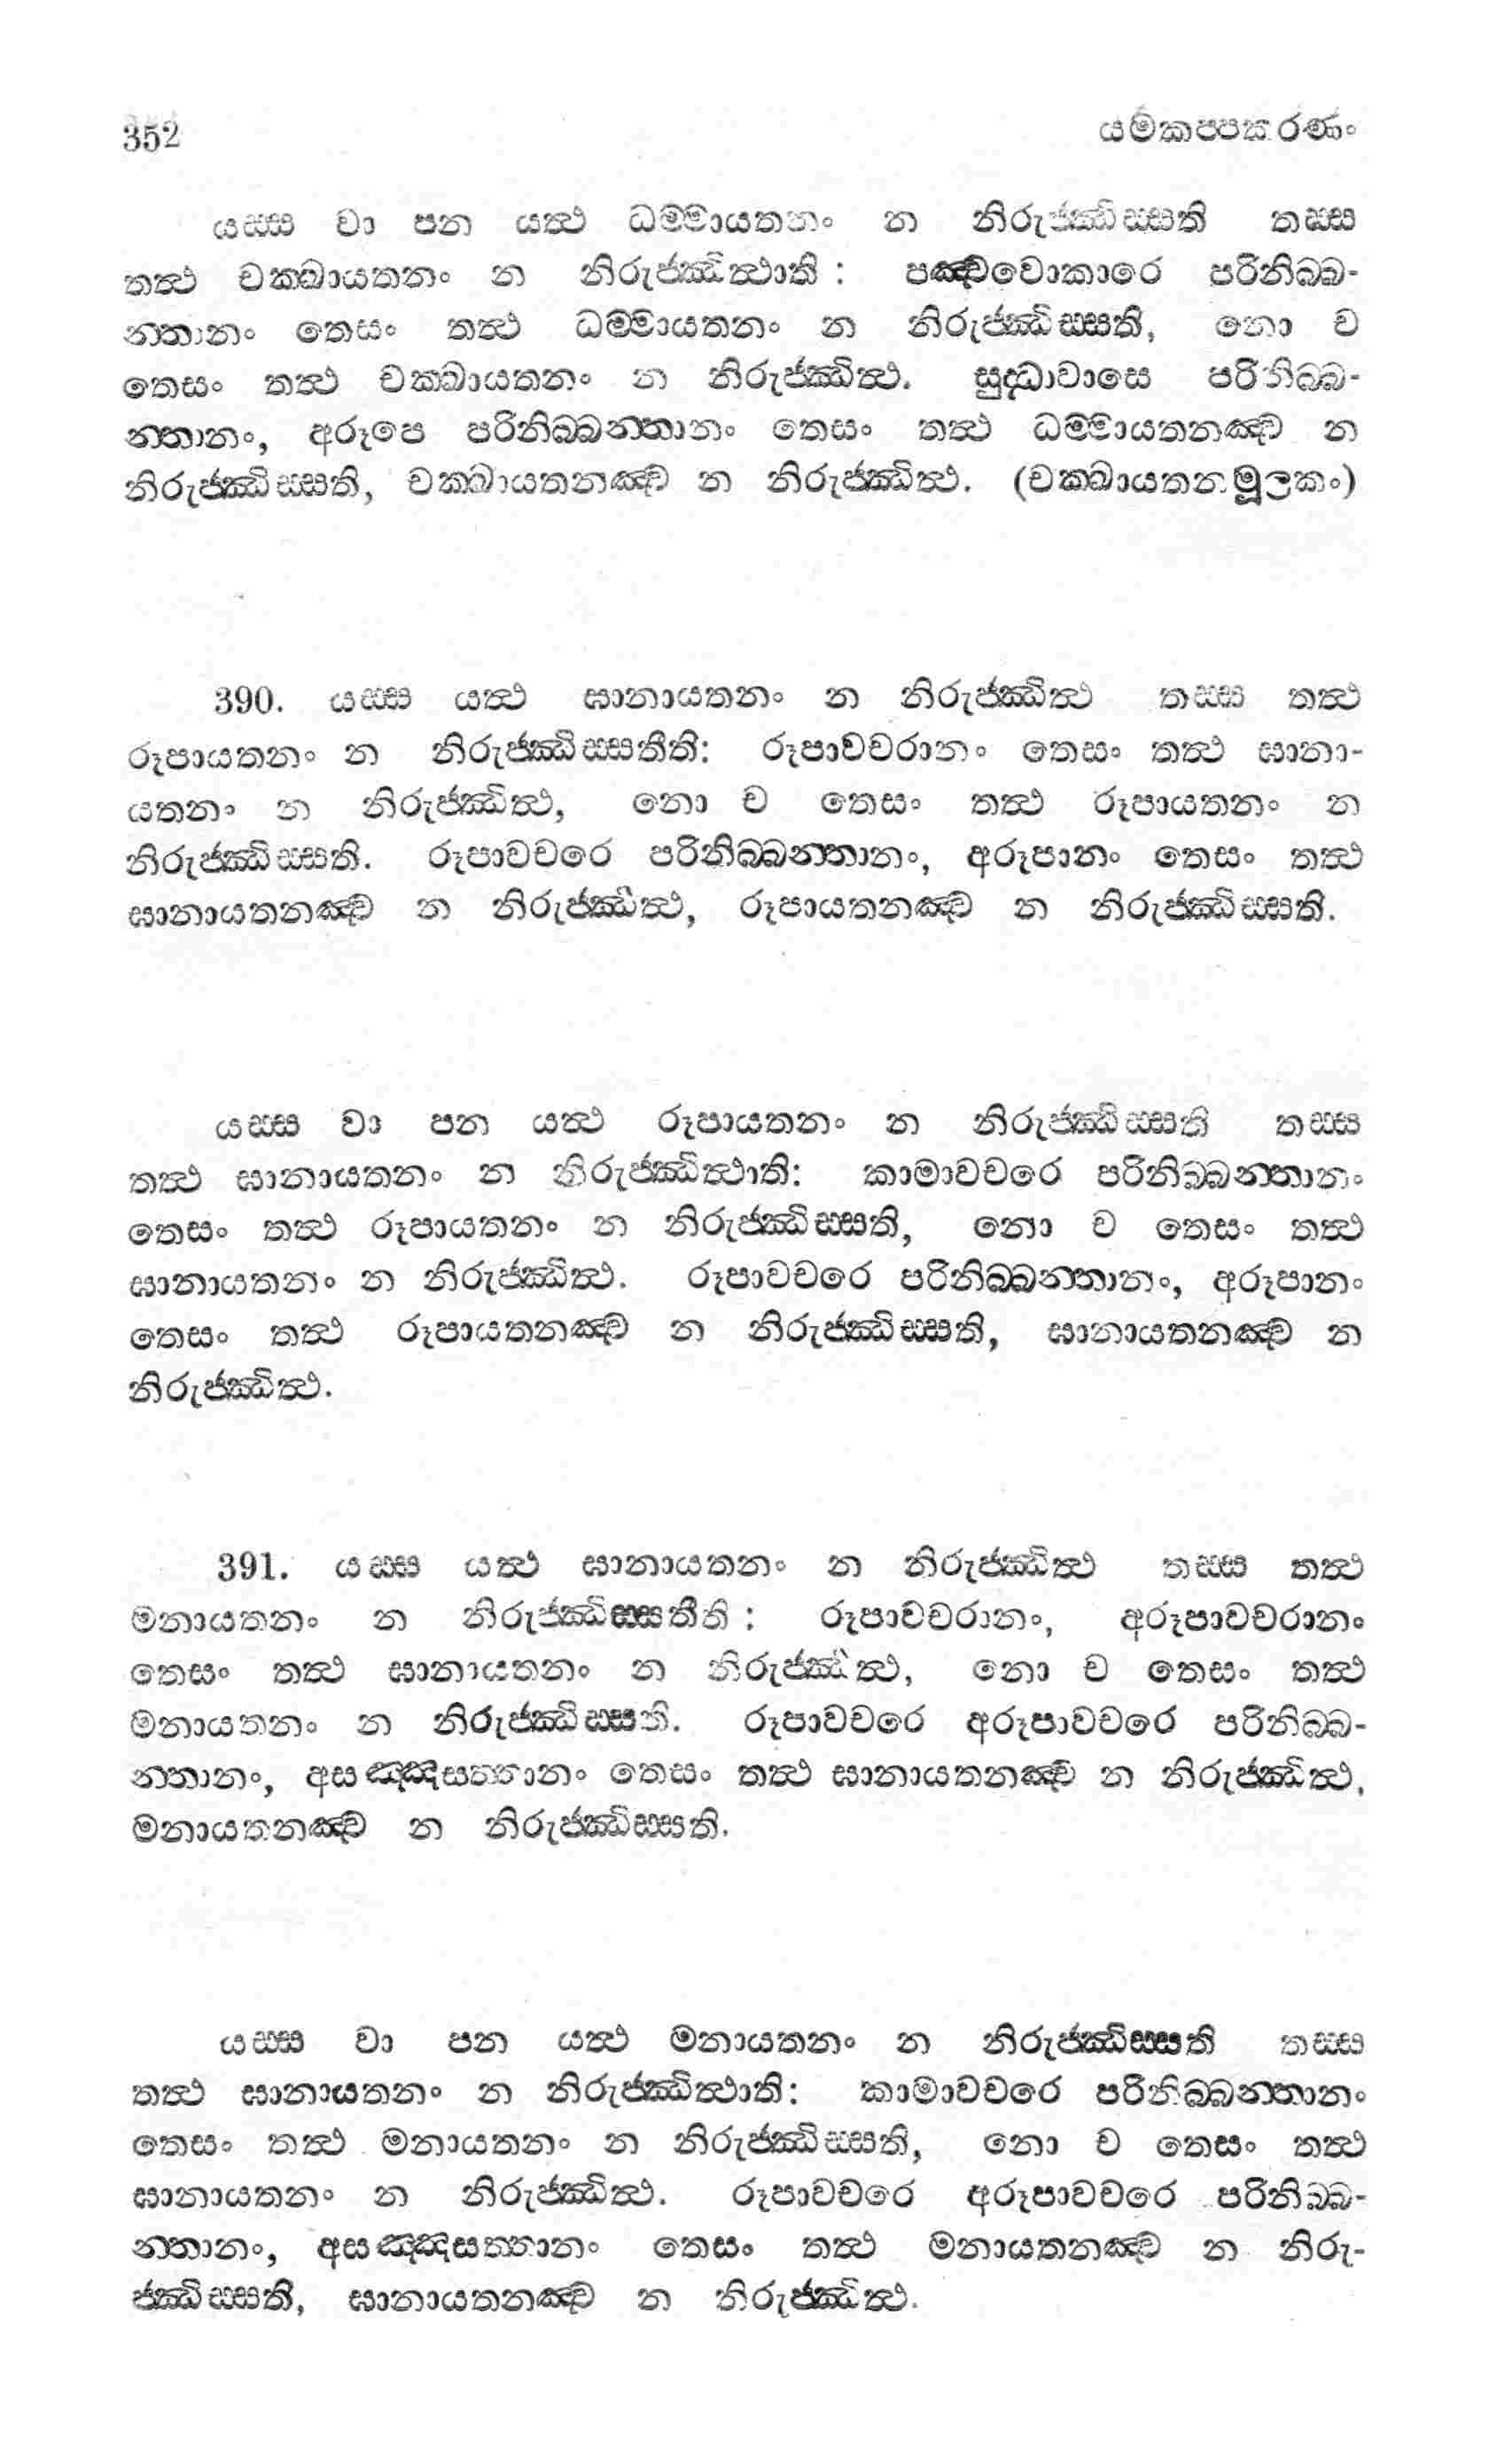 352 යමකප්පකරණං
යස්ස වා පන යත්ථ ධම්මායතනං න නිරුජ්ඣිස්සති තස්ස
තත්ථ චක්ඛායතනං න නිරුජ්ඣිත්ථාති : පඤ්චවොකාරෙ පරිනිබ්බ-
න්තානං තෙසං තත්ථ ධම්මායතනං න නිරුජ්ඣිස්සති, නො ච
තෙසං තත්ථ චක්ඛායතනං න නිරුජ්ඣිත්ථ. සුද්ධාවාසෙ පරිනිබ්බ-
න්තානං, අරූපෙ පරිනිබ්බන්තානං තෙසං තත්ථ ධම්මායතනඤ්ච න
නිරුජ්ඣිස්සති, චක්ඛායතනඤ්ච න නිරුජ්ඣිත්ථ. (චක්ඛායතනමූලකං)
390. යස්ස යත්ථ ඝානායතනං න නිරුජ්ඣිත්ථ තස්ස තත්ථ
රූපායතනං න නිරුජ්ඣිස්සතීති: රූපාවචරානං තෙසං තත්ථ ඝානා-
යතනං න නිරුජ්ඣිත්ථ, නො ච තෙසං තත්ථ රූපායතනං න
නිරුජ්ඣිස්සති. රූපාවචරෙ පරිනිබ්බන්තානං, අරූපානං තෙසං තත්ථ
ඝානායතනඤ්ච න නිරුජ්ඣිත්ථ, රූපායතනඤ්ච න නිරුජ්ඣිස්සති.
යස්ස වා පන යත්ථ රූපායතනං න නිරුජ්ඣිස්සති තස්ස
තත්ථ ඝානායතනං න නිරුජ්ඣිත්ථාති: කාමාවචරෙ පරිනිබ්බන්තානං
තෙසං තත්ථ රූපායතනං න නිරුජ්ඣිස්සති, නො ච තෙසං තත්ථ
ඝානායතනං න නිරුජ්ඣිත්ථ. රූපාවචරෙ පරිනිබ්බන්තානං, අරූපානං
තෙසං තත්ථ රූපායතනඤ්ච න නිරුජ්ඣිස්සති, ඝානායතනඤ්ච න
නිරුජ්ඣිත්ථ.
391. යස්ස යත්ථ ඝානායතනං න නිරුජ්ඣිත්ථ තස්ස තත්ථ
මනායතනං න නිරුජ්ඣිස්සතීති : රූපාවචරානං, අරූපාවචරානං
තෙසං තත්ථ ඝානායතනං න නිරුජ්ඣිත්ථ, නො ච තෙසං තත්ථ
මනායතනං න නිරුජ්ඣිස්සති. රූපාවචරෙ අරූපාවචරෙ පරිනිබ්බ-
න්තානං, අසඤ්ඤසත්තානං තෙසං තත්ථ ඝානායතනඤ්ච න නිරුජ්ඣිත්ථ,
මනායතනඤ්ච න නිරුජ්ඣිස්සති.
යස්ස වා පන යත්ථ මනායතනං න නිරුජ්ඣිස්සති තස්ස
තත්ථ ඝානායතනං න නිරුජ්ඣිත්ථාති: කාමාවචරෙ පරිනිබ්බන්තානං
තෙසං තත්ථ මනායතනං න නිරුජ්ඣිස්සති, නො ච තෙසං තත්ථ
ඝානායතනං න නිරුජ්ඣිත්ථ. රූපාවචරෙ අරූපාවචරෙ පරිනිබ්බ-
න්තානං, අසඤ්ඤසත්තානං තෙසං තත්ථ මනායතනඤ්ච න නිරු-
ජ්ඣිස්සති, ඝානායතනඤ්ච න නිරුජ්ඣිත්ථ.